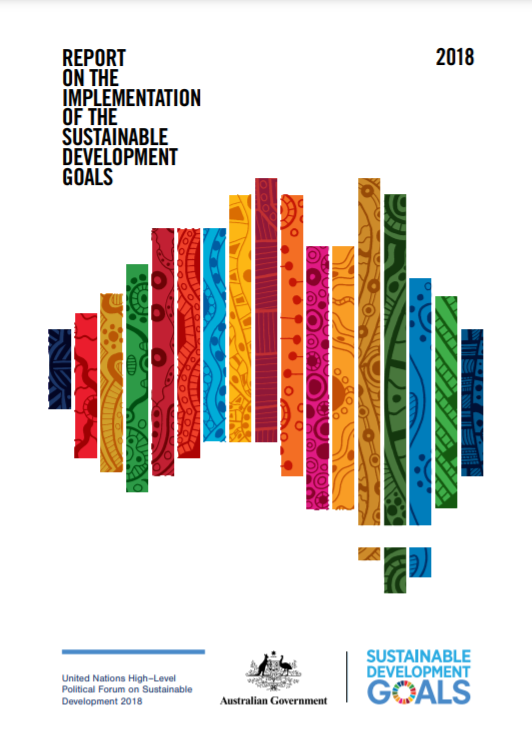 REPORT
ON THE
IMPLEMENTATION
OF THE
SUSTAINABLE
DEVELOPMENT
GOALS
2018
United Nations High–Level
Political Forum on Sustainable
Development 2018
Australian Government
SUSTAINABLE
DEVELOPMENT
GOALS